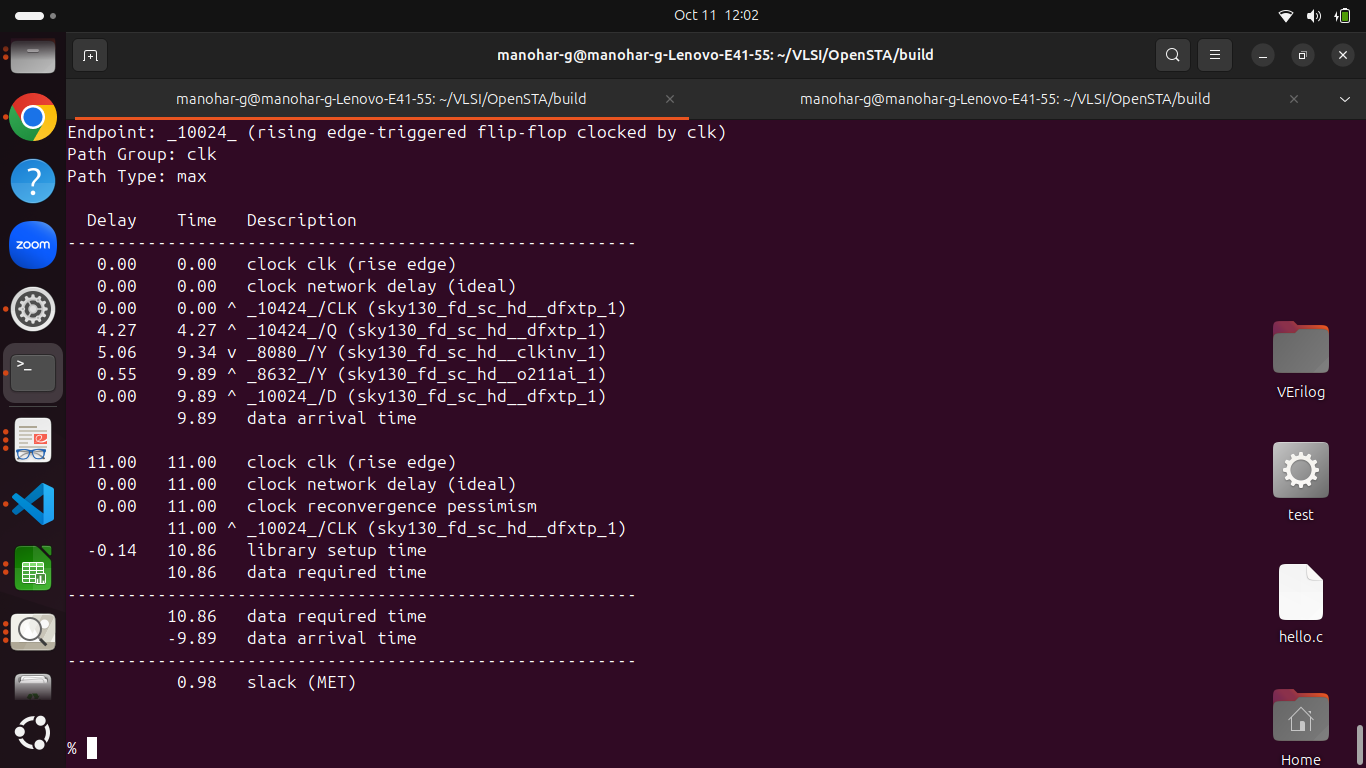 Oct 11 12:02
manohar-g@manohar-g-Lenovo-E41-55: ~/VLSI/OpenSTA/build
manohar-g@manohar-g-Lenovo-E41-55: ~/VLSI/OpenSTA/build
manohar-g@manohar-g-Lenovo-E41-55: ~/VLSI/OpenSTA/build
Endpoint: _10024_ (rising edge-triggered flip-flop clocked by clk)
Path Group: clk
Path Type: max
Delay Time Description
---------------------------------------------------------
0.00 0.00 clock clk (rise edge)
0.00 0.00 clock network delay (ideal)
0.00 0.00 ^ _10424_/CLK (sky130_fd_sc_hd__dfxtp_1)
4.27 4.27 ^ _10424_/Q (sky130_fd_sc_hd__dfxtp_1)
5.06 9.34 v _8080_/Y (sky130_fd_sc_hd__clkinv_1)
0.55 9.89 ^ _8632_/Y (sky130_fd_sc_hd__o211ai_1)
0.00 9.89 ^ _10024_/D (sky130_fd_sc_hd__dfxtp_1)
9.89 data arrival time
11.00 11.00 clock clk (rise edge)
0.00 11.00 clock network delay (ideal)
0.00 11.00 clock reconvergence pessimism
11.00 ^ _10024_/CLK (sky130_fd_sc_hd__dfxtp_1)
-0.14 10.86 library setup time
10.86 data required time
---------------------------------------------------------
10.86 data required time
-9.89 data arrival time
---------------------------------------------------------
0.98 slack (MET)
%
zoom
VErilog
test
hello.c
Home